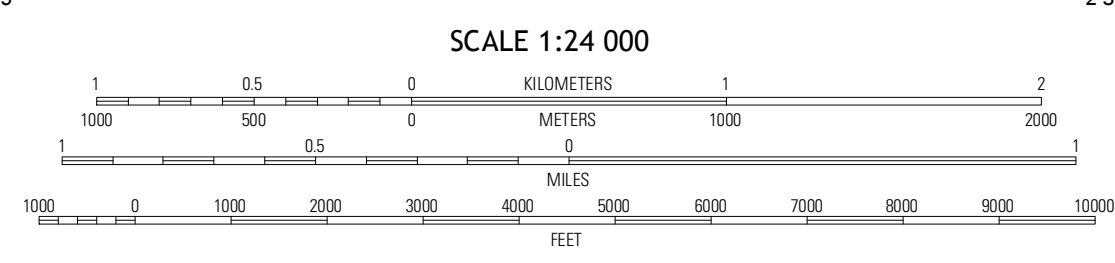 SCALE 1:24 000
1 0.5 0 KILOMETERS 1 2
1000 500 0 METERS 1000 2000
1 0.5 0 1
MILES
1000 0 1000 2000 3000 4000 5000 6000 7000 8000 9000 10000
FEET